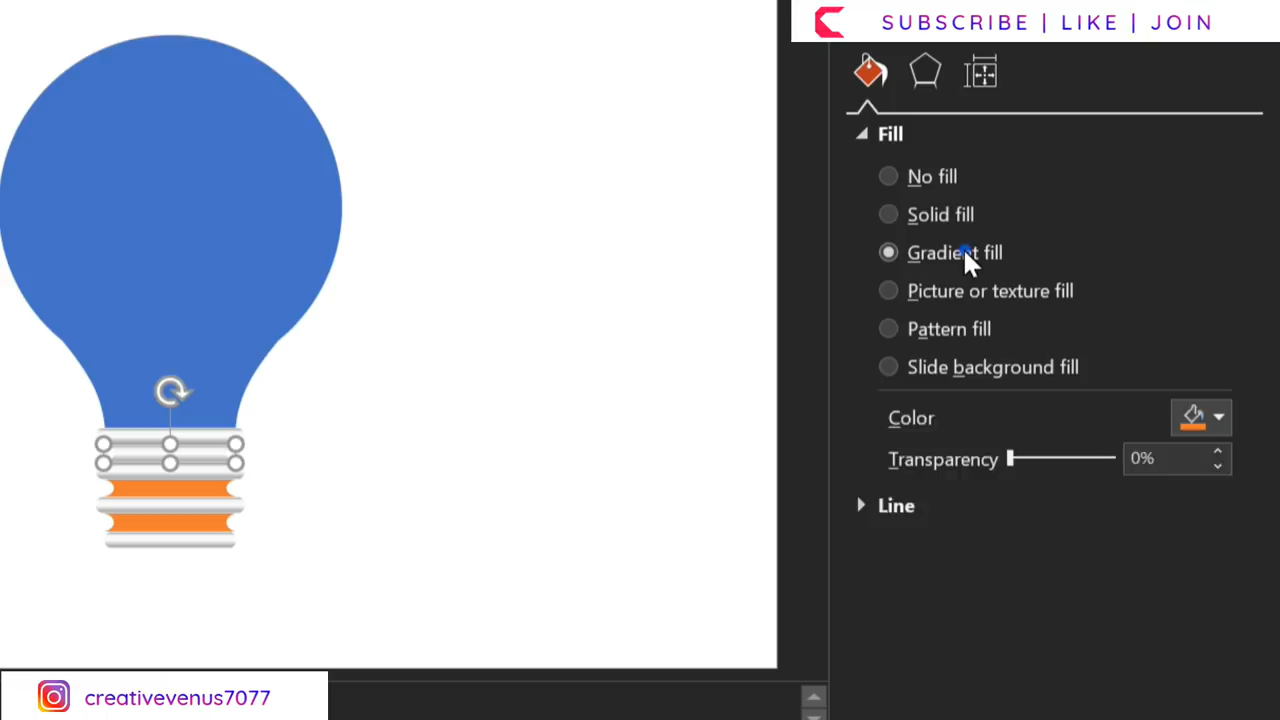 SUBSCRIBE | LIKE | JOIN
Fill
No fill
Solid fill
Gradient fill
Picture or texture fill
Pattern fill
Slide background fill
Color
Transparency 0%
Line
creativevenus7077